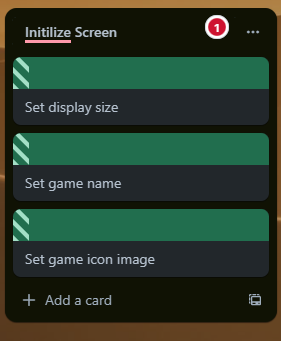 Initilize Screen
1
Set display size
Set game name
Set game icon image
Add a card